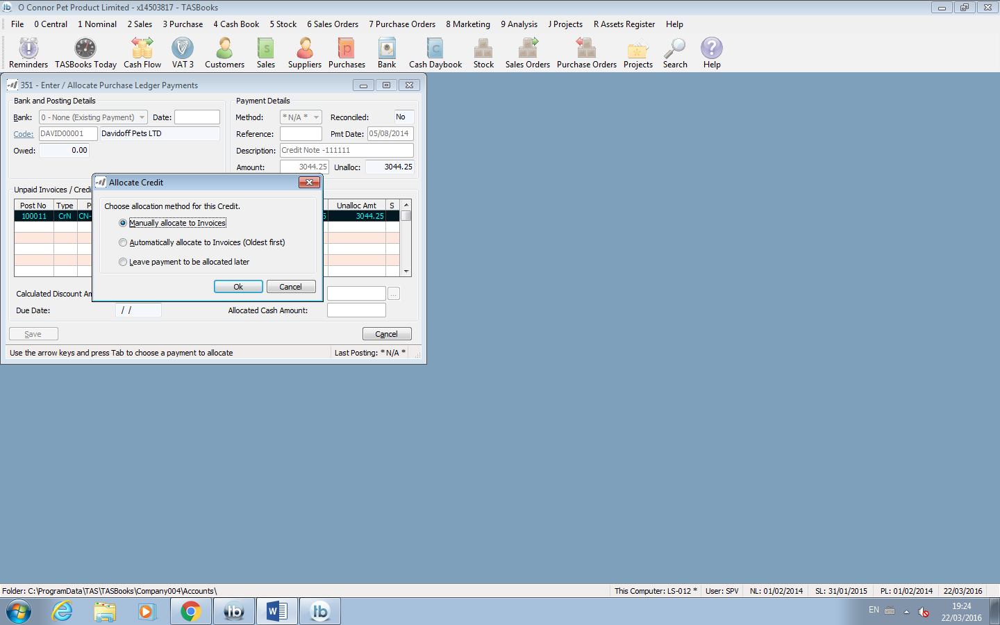 O Connor Pet Product Limited - x14503817 - TASBooks
File 0 Central 1 Nominal 2 Sales 3 Purchase 4 Cash Book 5 Stock 6 Sales Orders 7 Purchase Orders 8 Marketing 9 Analysis J Projects R Assets Register Help
Reminders TASBooks Today Cash Flow VAT 3 Customers Sales Suppliers Purchases Bank Cash Daybook Stock Sales Orders Purchase Orders Projects Search Help
351 - Enter / Allocate Purchase Ledger Payments
Bank and Posting Details
Bank: 0 - None (Existing Payment) Date:
Code: DAVID00001 Davidoff Pets LTD
Owed: 0.00
Payment Details
Method: * N/A * Reconciled: No
Reference: Pmt Date: 05/08/2014
Description: Credit Note -111111
Amount: 3044.25 Unalloc: 3044.25
Unpaid Invoices / Credi
Post No Type P Unalloc Amt S
100011 CrN CN- 5 3044.25
Allocate Credit
Choose allocation method for this Credit.
Manually allocate to Invoices
Automatically allocate to Invoices (Oldest first)
Leave payment to be allocated later
Ok Cancel
Calculated Discount Am ...
Due Date: / / Allocated Cash Amount:
Save Cancel
Use the arrow keys and press Tab to choose a payment to allocate Last Posting: * N/A *
Folder: C:\ProgramData\TAS\TASBooks\Company004\Accounts\ This Computer: LS-012 * User: SPV NL: 01/02/2014 SL: 31/01/2015 PL: 01/02/2014 22/03/2016
EN 19:24
22/03/2016